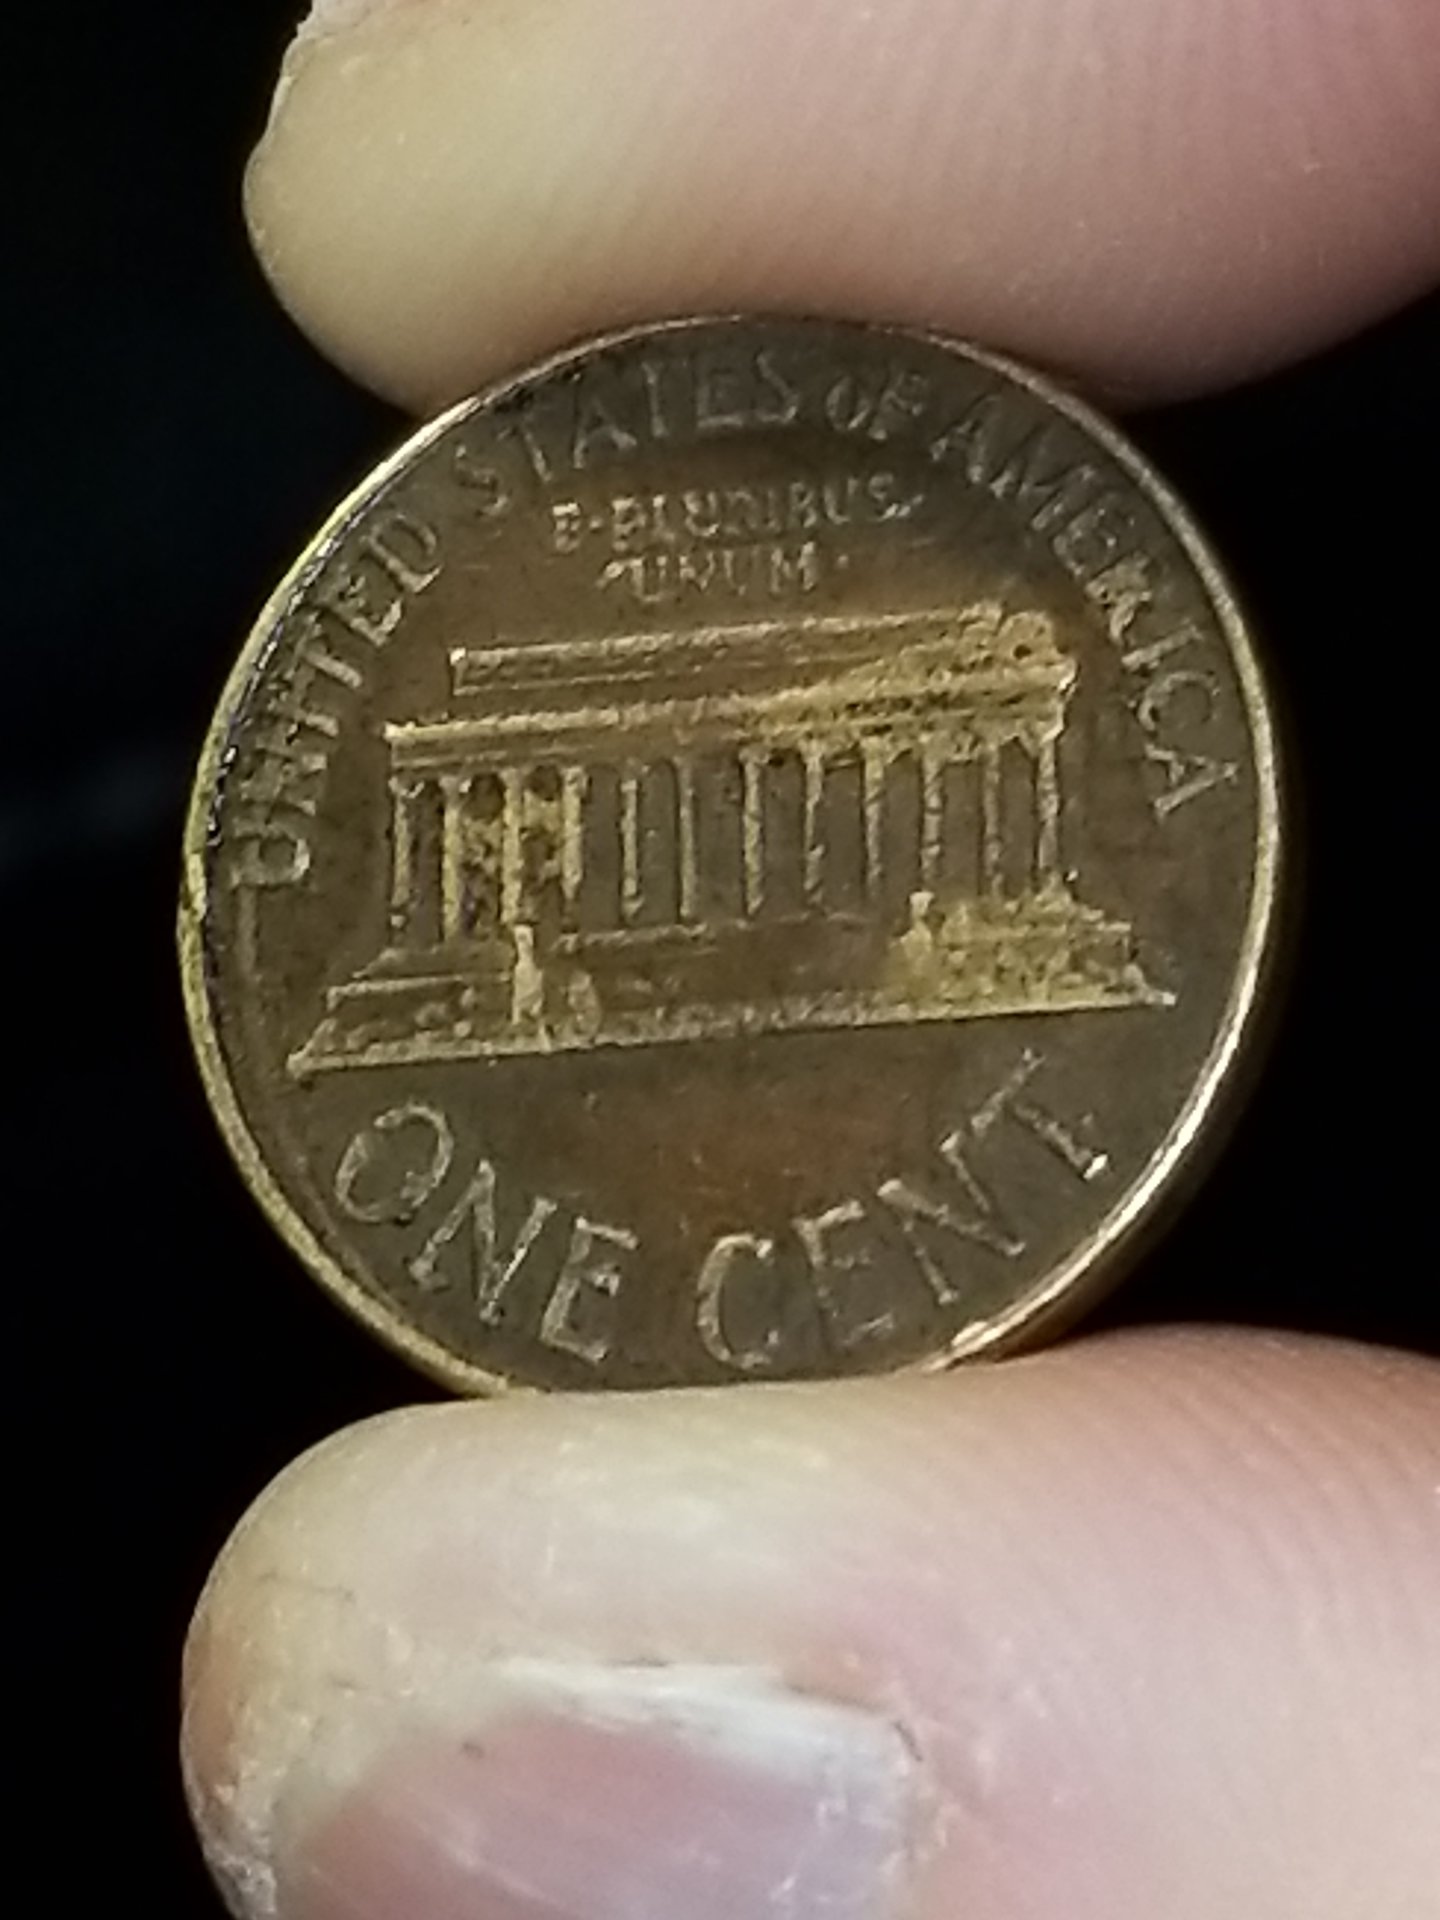 UNITED STATES OF AMERICA
E·PLURIBUS·
·UNUM·
ONE CENT